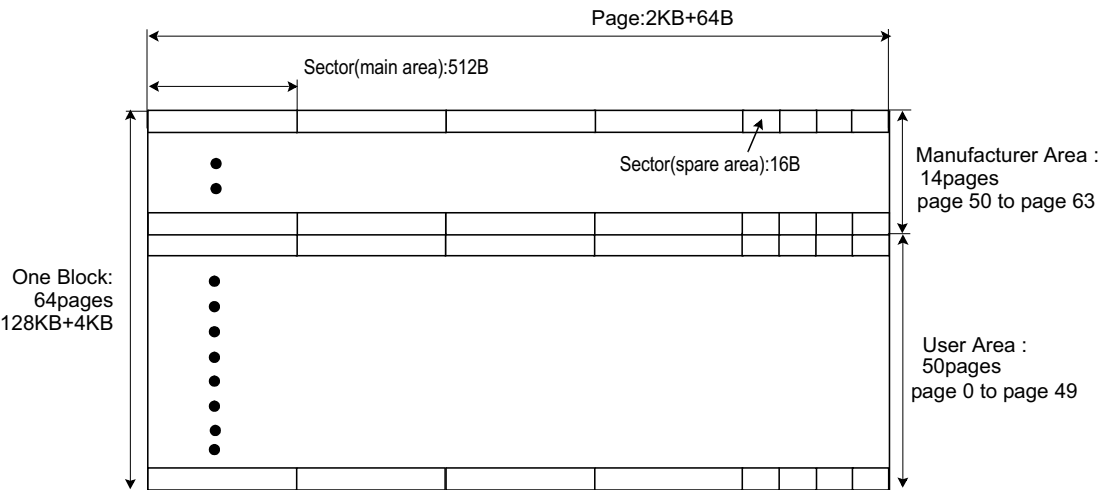 Page:2KB+64B
Sector(main area):512B
Sector(spare area):16B
Manufacturer Area :
14pages
page 50 to page 63
One Block:
64pages
128KB+4KB
User Area :
50pages
page 0 to page 49